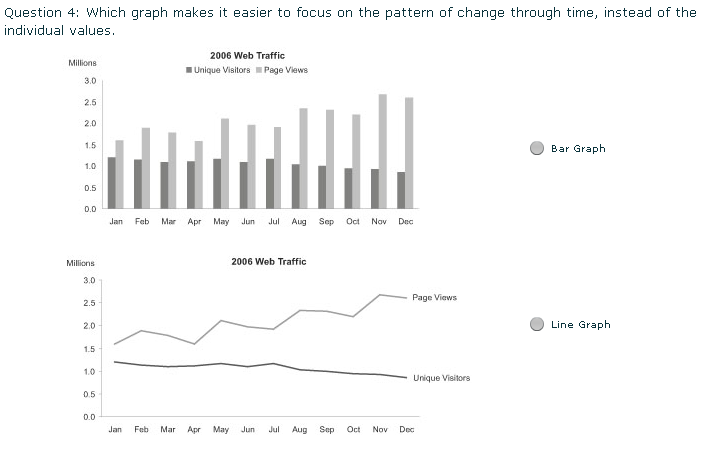 Question 4: Which graph makes it easier to focus on the pattern of change through time, instead of the
individual values.
2006 Web Traffic
Millions
Unique Visitors Page Views
3.0
2.5
2.0
1.5
1.0
0.5
0.0
Jan Feb Mar Apr May Jun Jul Aug Sep Oct Nov Dec
Bar Graph
Millions
2006 Web Traffic
3.0
2.5
2.0
1.5
1.0
0.5
0.0
Page Views
Unique Visitors
Jan Feb Mar Apr May Jun Jul Aug Sep Oct Nov Dec
Line Graph